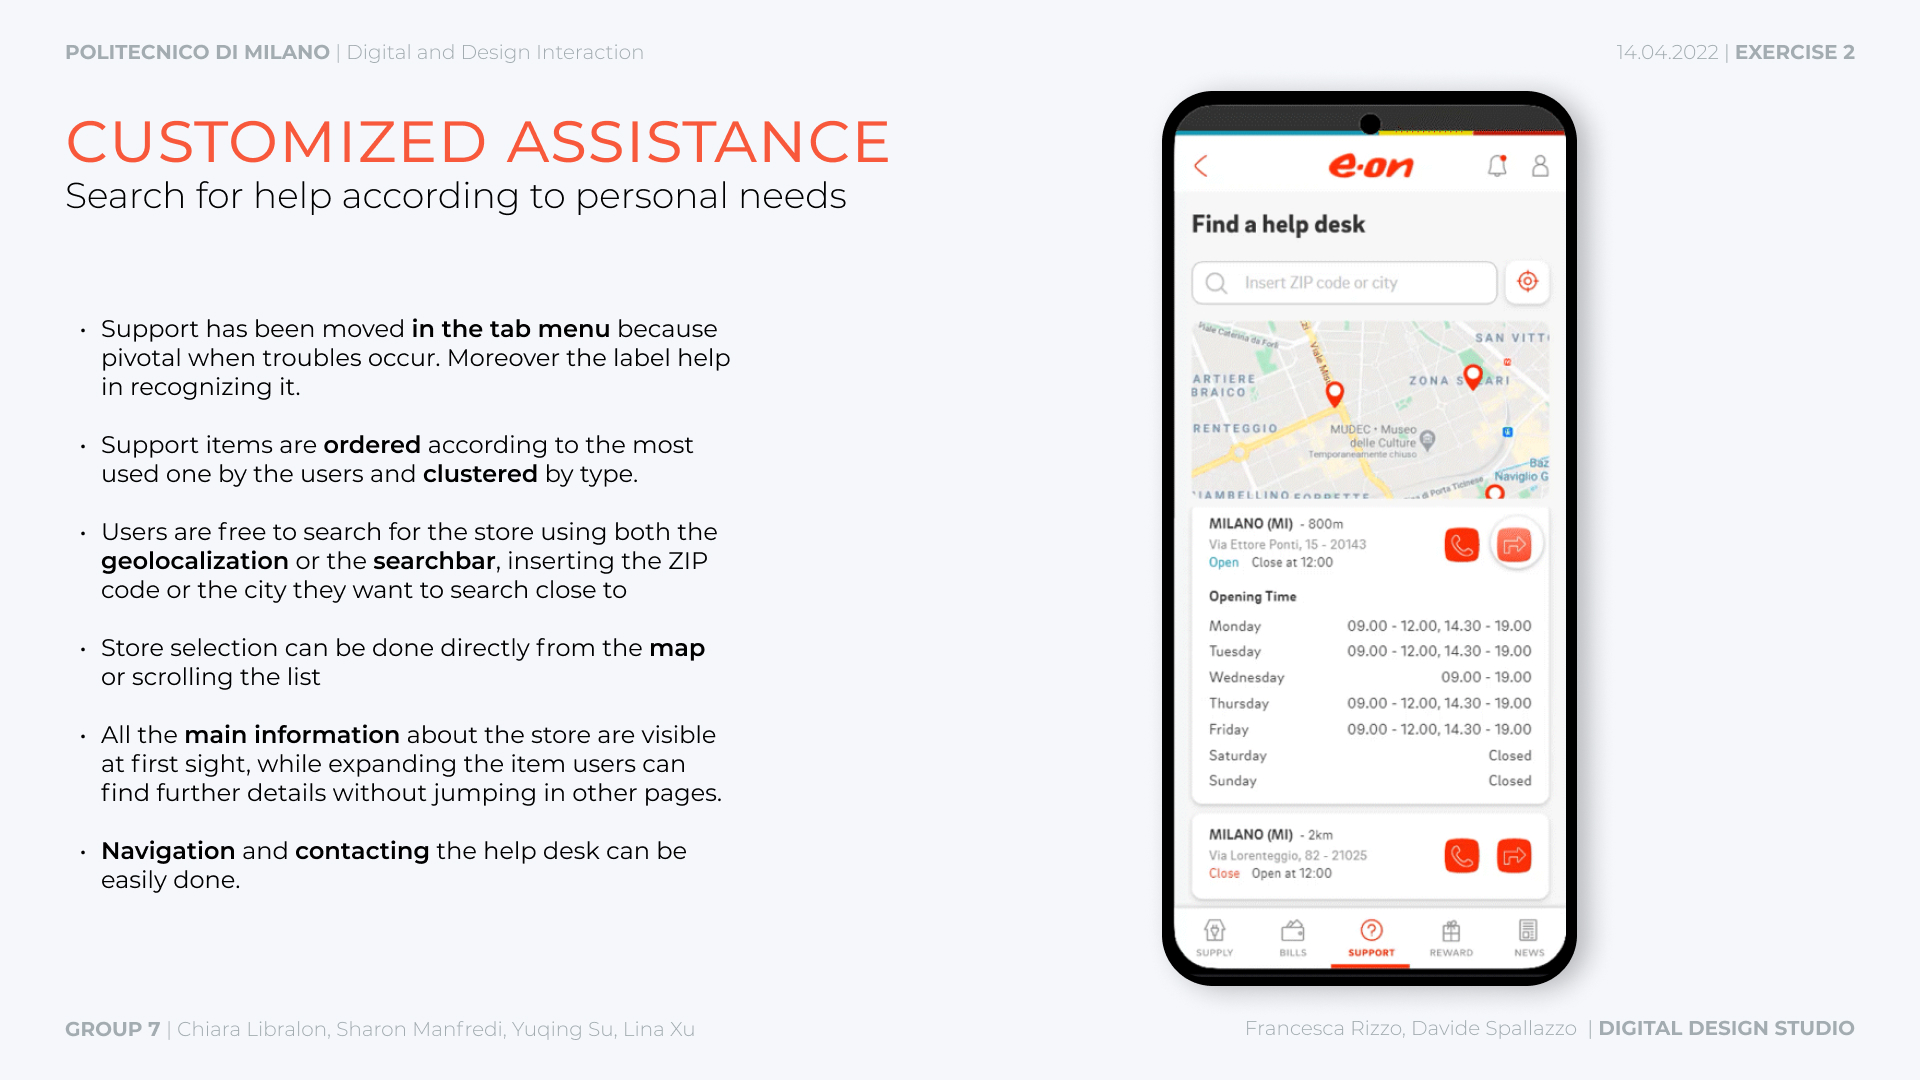 POLITECNICO DI MILANO | Digital and Design Interaction
14.04.2022 | EXERCISE 2
CUSTOMIZED ASSISTANCE
Search for help according to personal needs
• Support has been moved in the tab menu because
pivotal when troubles occur. Moreover the label help
in recognizing it.
• Support items are ordered according to the most
used one by the users and clustered by type.
• Users are free to search for the store using both the
geolocalization or the searchbar, inserting the ZIP
code or the city they want to search close to
• Store selection can be done directly from the map
or scrolling the list
• All the main information about the store are visible
at first sight, while expanding the item users can
find further details without jumping in other pages.
• Navigation and contacting the help desk can be
easily done.
e·on
Find a help desk
Insert ZIP code or city
Viale Caterina da Forlì
SAN VITT
ARTIERE
BRAICO
ZONA S ARI
RENTEGGIO
MUDEC • Museo
delle Culture
Temporaneamente chiuso
Baz
Naviglio G
di Porta Ticinese
MILANO (MI) - 800m
Via Ettore Ponti, 15 - 20143
Open Close at 12:00
Opening Time
Monday 09.00 - 12.00, 14.30 - 19.00
Tuesday 09.00 - 12.00, 14.30 - 19.00
Wednesday 09.00 - 19.00
Thursday 09.00 - 12.00, 14.30 - 19.00
Friday 09.00 - 12.00, 14.30 - 19.00
Saturday Closed
Sunday Closed
MILANO (MI) - 2km
Via Lorenteggio, 82 - 21025
Close Open at 12:00
SUPPLY BILLS SUPPORT REWARD NEWS
GROUP 7 | Chiara Libralon, Sharon Manfredi, Yuqing Su, Lina Xu
Francesca Rizzo, Davide Spallazzo | DIGITAL DESIGN STUDIO